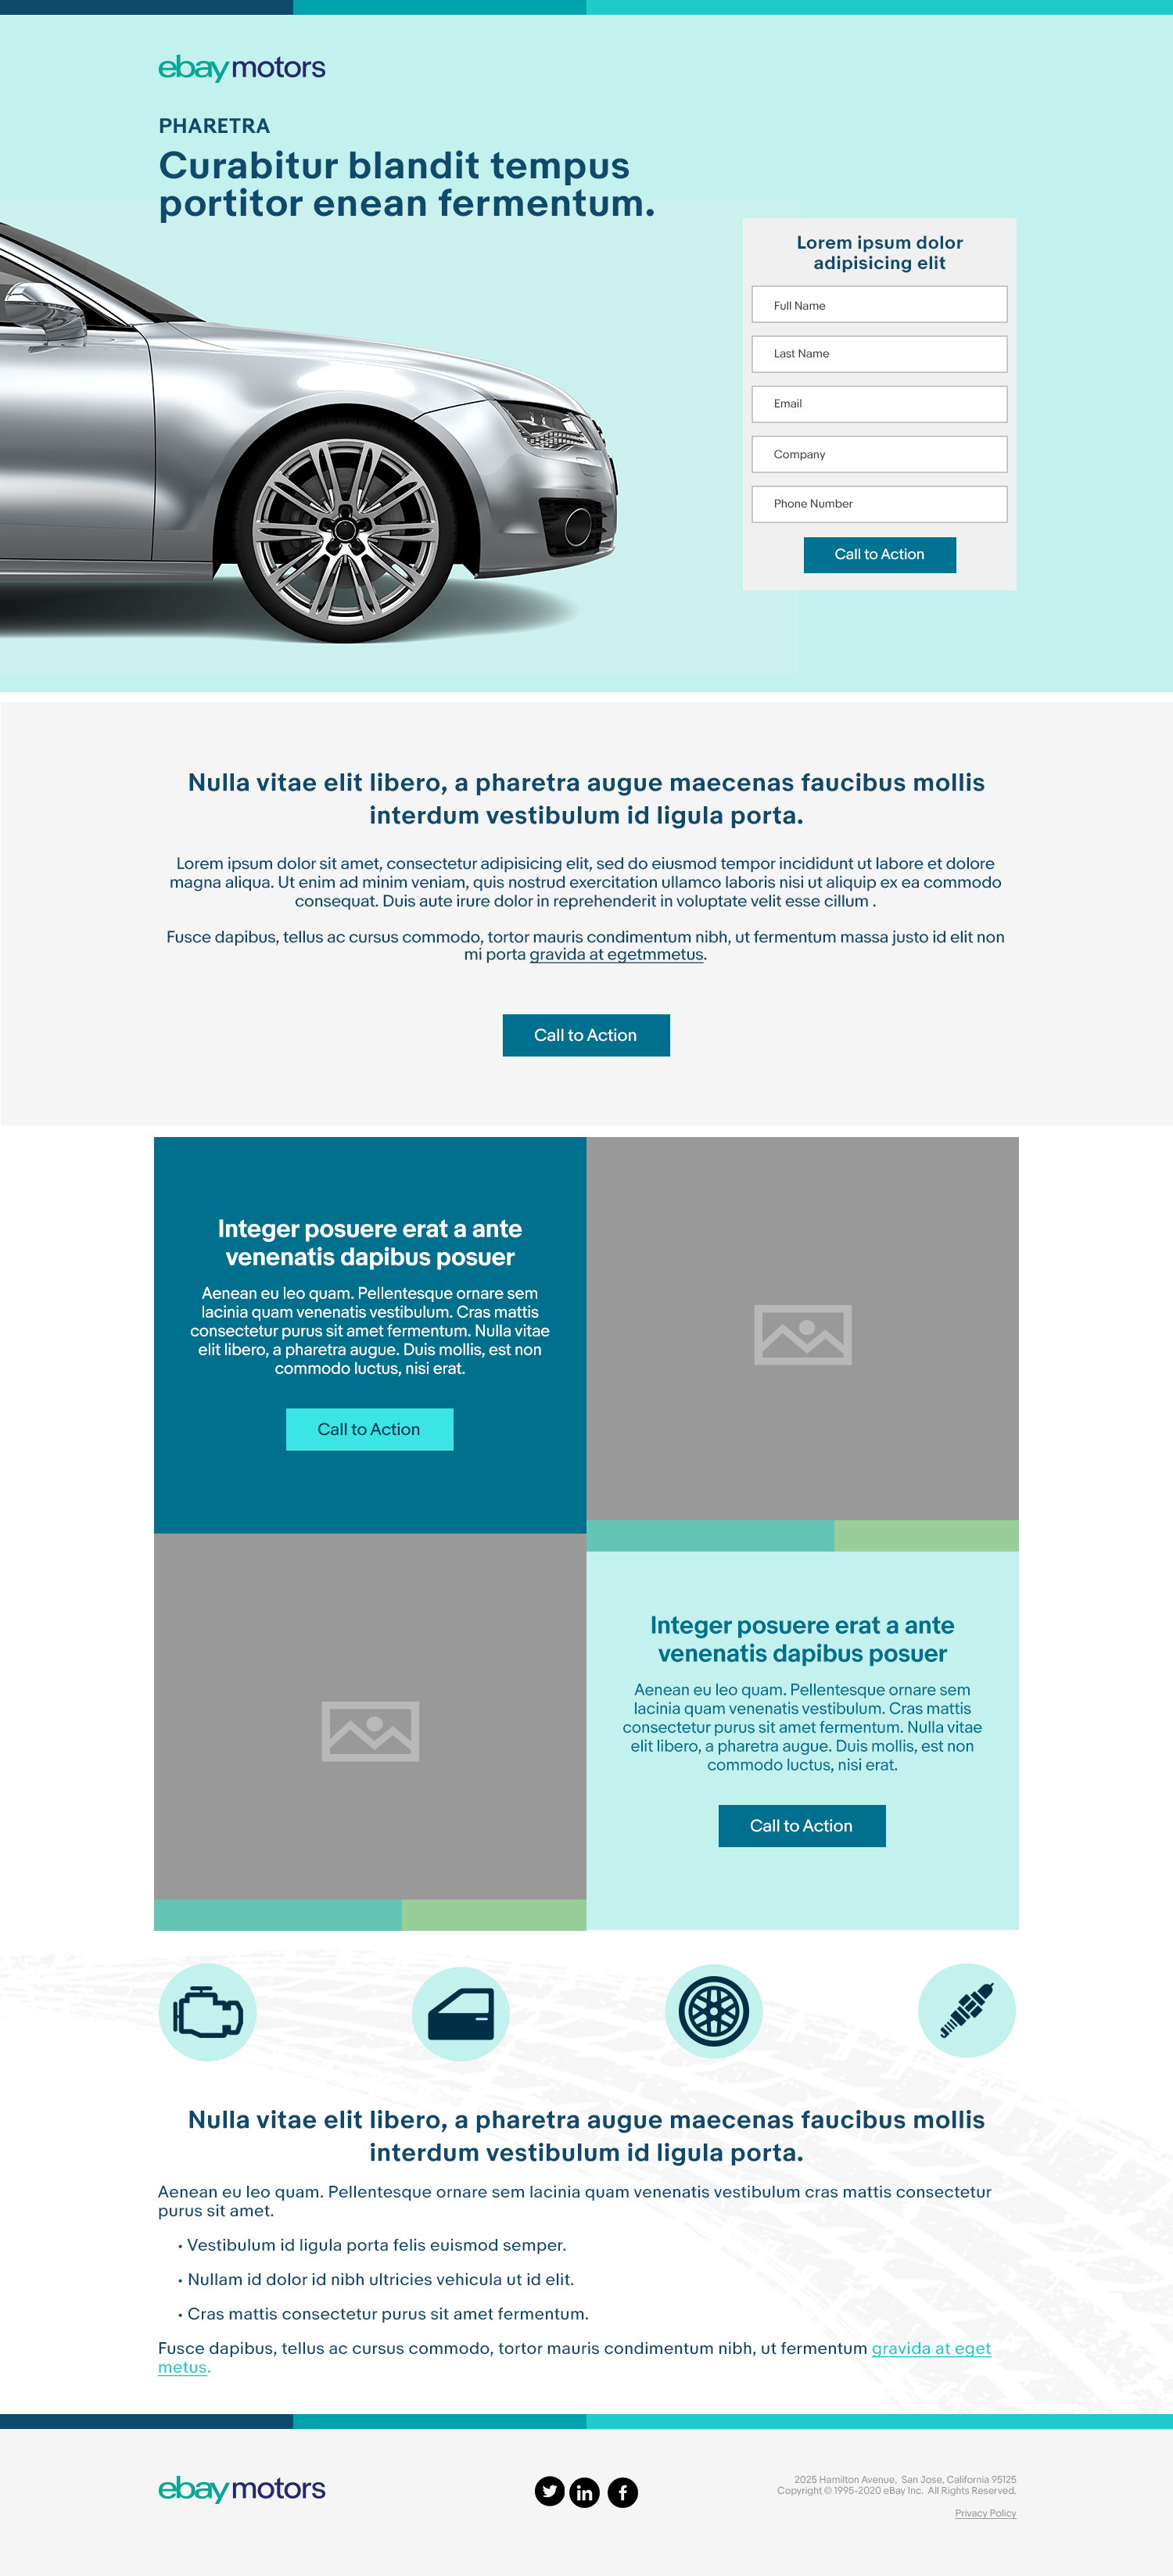 ebay motors
PHARETRA
Curabitur blandit tempus
portitor enean fermentum.
Lorem ipsum dolor
adipisicing elit
Full Name
Last Name
Email
Company
Phone Number
Call to Action
Nulla vitae elit libero, a pharetra augue maecenas faucibus mollis
interdum vestibulum id ligula porta.
Lorem ipsum dolor sit amet, consectetur adipisicing elit, sed do eiusmod tempor incididunt ut labore et dolore
magna aliqua. Ut enim ad minim veniam, quis nostrud exercitation ullamco laboris nisi ut aliquip ex ea commodo
consequat. Duis aute irure dolor in reprehenderit in voluptate velit esse cillum .
Fusce dapibus, tellus ac cursus commodo, tortor mauris condimentum nibh, ut fermentum massa justo id elit non
mi porta gravida at egetmmetus.
Call to Action
Integer posuere erat a ante
venenatis dapibus posuer
Aenean eu leo quam. Pellentesque ornare sem
lacinia quam venenatis vestibulum. Cras mattis
consectetur purus sit amet fermentum. Nulla vitae
elit libero, a pharetra augue. Duis mollis, est non
commodo luctus, nisi erat.
Call to Action
Integer posuere erat a ante
venenatis dapibus posuer
Aenean eu leo quam. Pellentesque ornare sem
lacinia quam venenatis vestibulum. Cras mattis
consectetur purus sit amet fermentum. Nulla vitae
elit libero, a pharetra augue. Duis mollis, est non
commodo luctus, nisi erat.
Call to Action
Nulla vitae elit libero, a pharetra augue maecenas faucibus mollis
interdum vestibulum id ligula porta.
Aenean eu leo quam. Pellentesque ornare sem lacinia quam venenatis vestibulum cras mattis consectetur
purus sit amet.
• Vestibulum id ligula porta felis euismod semper.
• Nullam id dolor id nibh ultricies vehicula ut id elit.
• Cras mattis consectetur purus sit amet fermentum.
Fusce dapibus, tellus ac cursus commodo, tortor mauris condimentum nibh, ut fermentum gravida at eget
metus.
ebay motors
2025 Hamilton Avenue, San Jose, California 95125
Copyright © 1995-2020 eBay Inc. All Rights Reserved.
Privacy Policy